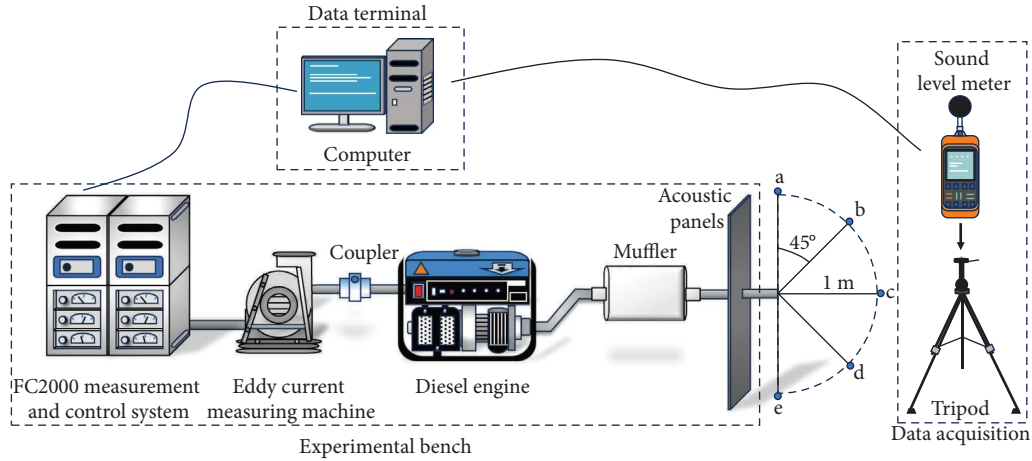 Data terminal
Computer
Sound
level meter
Tripod
Data acquisition
Acoustic
panels
a
b
45°
1 m
c
d
e
Coupler
Muffler
FC2000 measurement
and control system
Eddy current
measuring machine
Diesel engine
Experimental bench